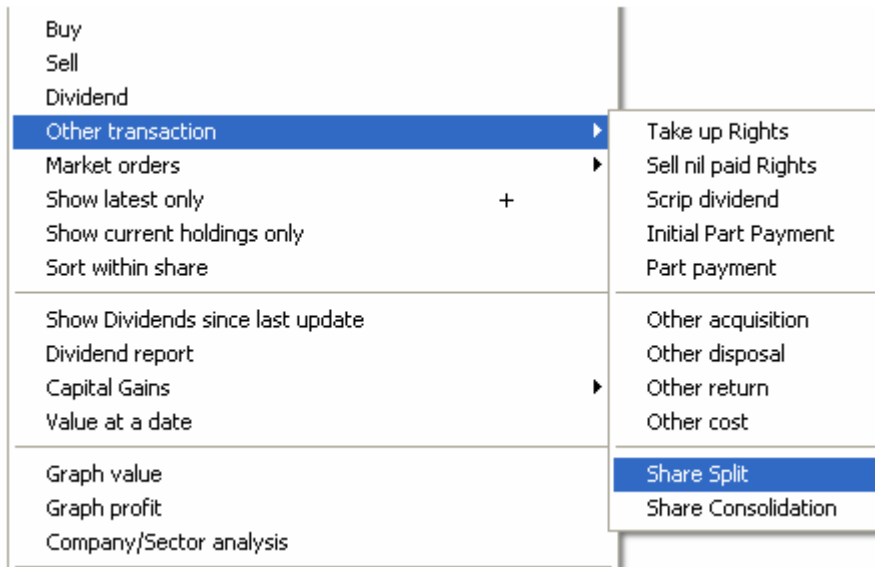 Buy
Sell
Dividend
Other transaction
Market orders
Show latest only +
Show current holdings only
Sort within share
Show Dividends since last update
Dividend report
Capital Gains
Value at a date
Graph value
Graph profit
Company/Sector analysis
Take up Rights
Sell nil paid Rights
Scrip dividend
Initial Part Payment
Part payment
Other acquisition
Other disposal
Other return
Other cost
Share Split
Share Consolidation